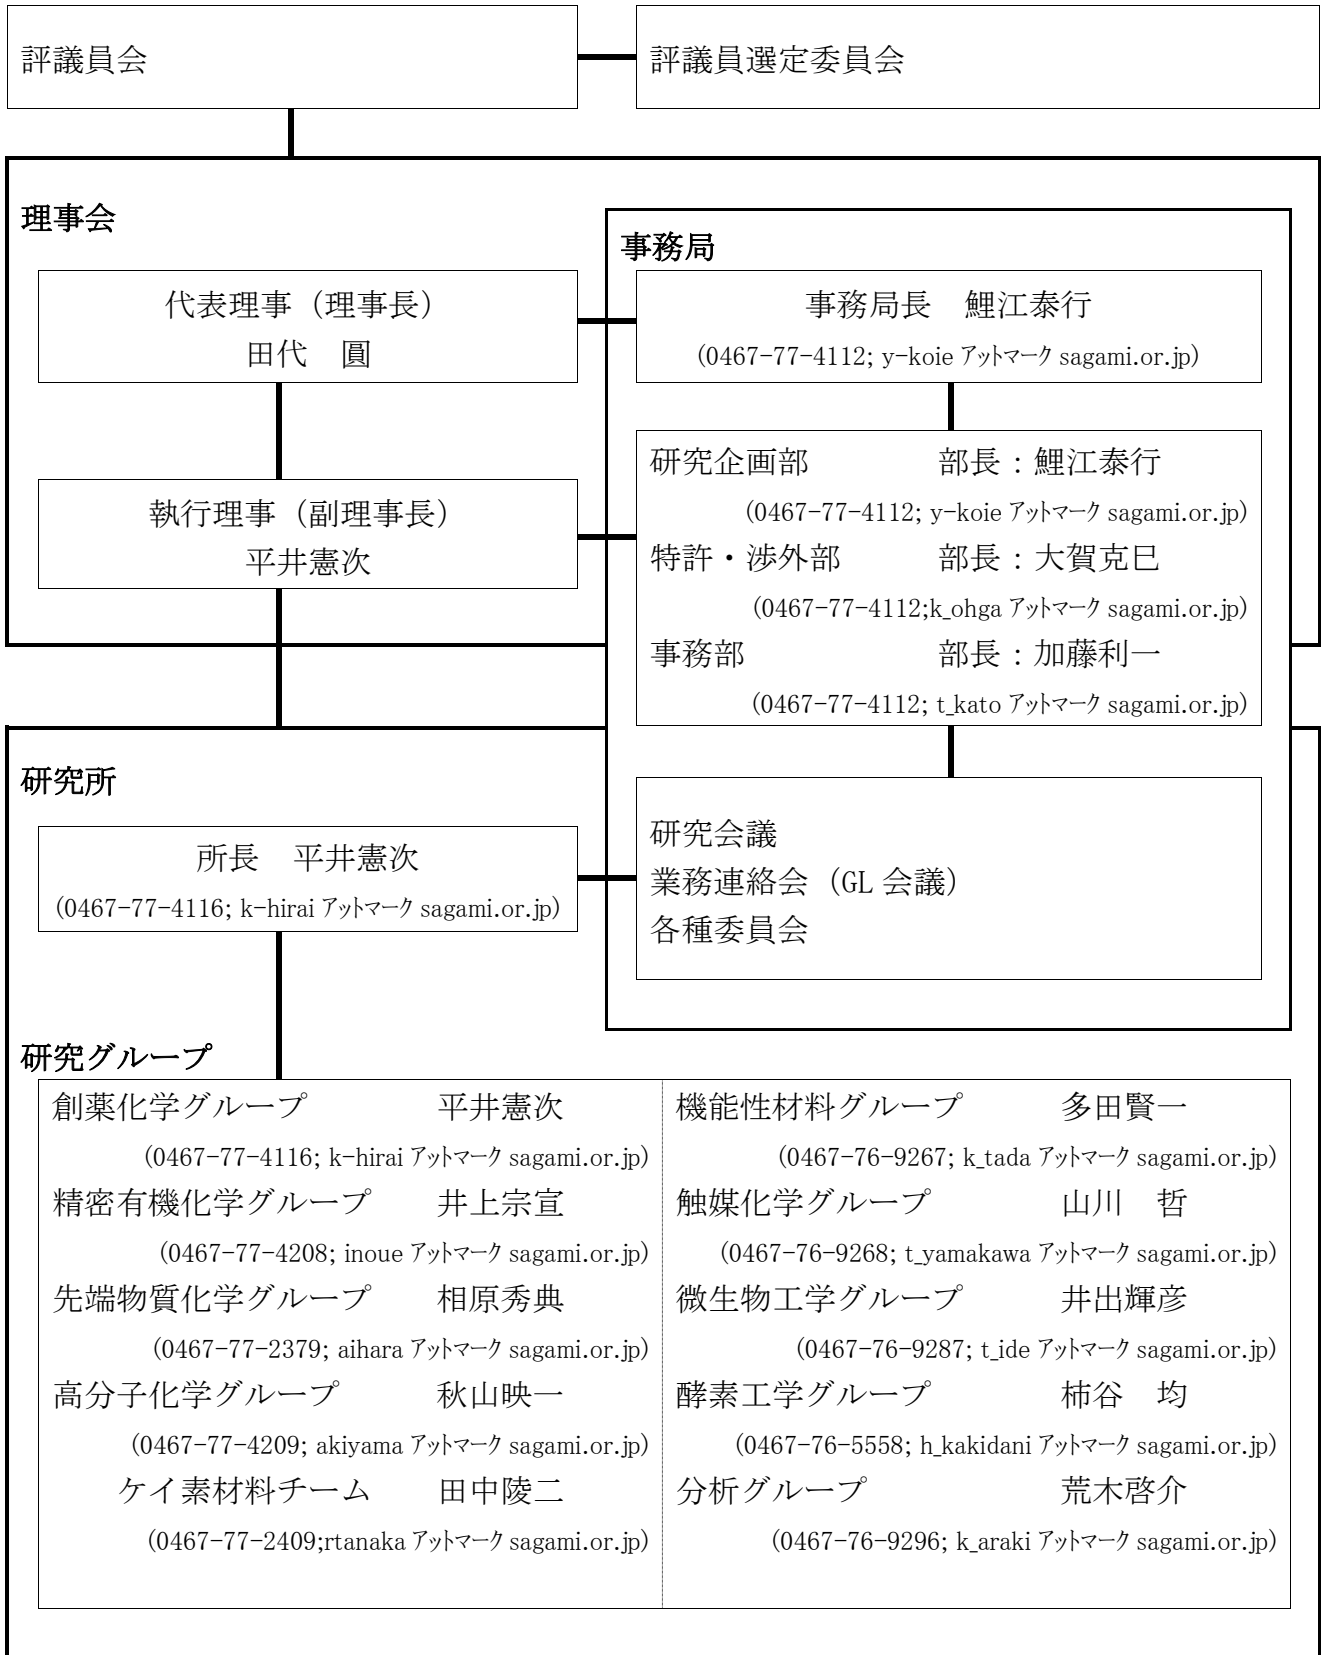 評議員会
評議員選定委員会
理事会
代表理事（理事長）
田代　圓
執行理事（副理事長）
平井憲次
事務局
事務局長　鯉江泰行
(0467-77-4112; y-koie アットマーク sagami.or.jp)
研究企画部　部長：鯉江泰行
(0467-77-4112; y-koie アットマーク sagami.or.jp)
特許・渉外部　部長：大賀克巳
(0467-77-4112;k_ohga アットマーク sagami.or.jp)
事務部　部長：加藤利一
(0467-77-4112; t_kato アットマーク sagami.or.jp)
研究会議
業務連絡会（GL 会議）
各種委員会
研究所
所長　平井憲次
(0467-77-4116; k-hirai アットマーク sagami.or.jp)
研究グループ
創薬化学グループ　平井憲次
(0467-77-4116; k-hirai アットマーク sagami.or.jp)
精密有機化学グループ　井上宗宣
(0467-77-4208; inoue アットマーク sagami.or.jp)
先端物質化学グループ　相原秀典
(0467-77-2379; aihara アットマーク sagami.or.jp)
高分子化学グループ　秋山映一
(0467-77-4209; akiyama アットマーク sagami.or.jp)
ケイ素材料チーム　田中陵二
(0467-77-2409;rtanaka アットマーク sagami.or.jp)
機能性材料グループ　多田賢一
(0467-76-9267; k_tada アットマーク sagami.or.jp)
触媒化学グループ　山川　哲
(0467-76-9268; t_yamakawa アットマーク sagami.or.jp)
微生物工学グループ　井出輝彦
(0467-76-9287; t_ide アットマーク sagami.or.jp)
酵素工学グループ　柿谷　均
(0467-76-5558; h_kakidani アットマーク sagami.or.jp)
分析グループ　荒木啓介
(0467-76-9296; k_araki アットマーク sagami.or.jp)